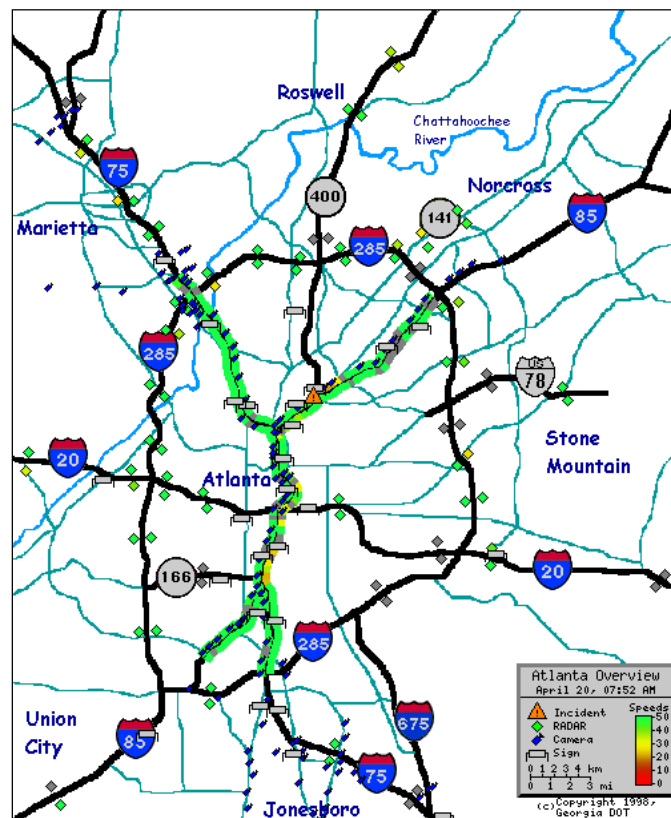 Roswell
Chattahoochee
River
75
400
Norcross
141
85
Marietta
285
285
US
78
Stone
Mountain
20
Atlanta
166
20
285
Union
City
85
675
75
Jonesboro
Atlanta Overview
April 20, 07:52 AM
Incident
RADAR
Camera
Sign
Speeds
50
40
30
20
10
0
0 1 2 3 4 km
0 1 2 3 mi
(c) Copyright 1998,
Georgia DOT